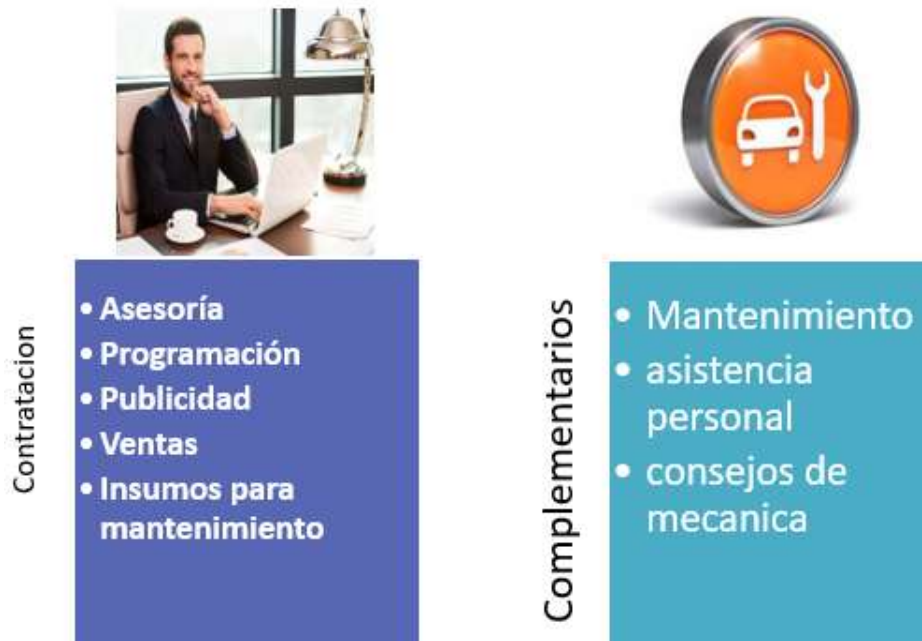 Contratacion
• Asesoría
• Programación
• Publicidad
• Ventas
• Insumos para
mantenimiento
Complementarios
• Mantenimiento
• asistencia
personal
• consejos de
mecanica